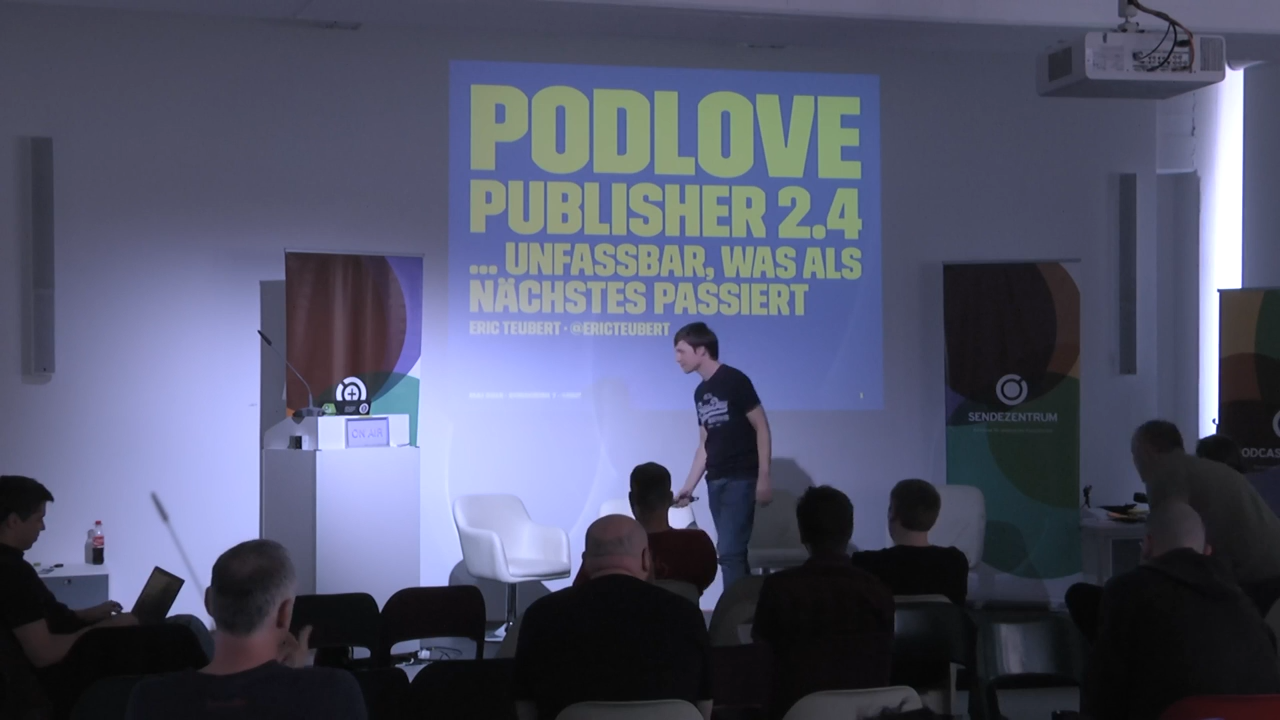 PODLOVE
PUBLISHER 2.4
... UNFASSBAR, WAS ALS
NÄCHSTES PASSIERT
ERIC TEUBERT · @ERICTEUBERT
ON AIR
SENDEZENTRUM